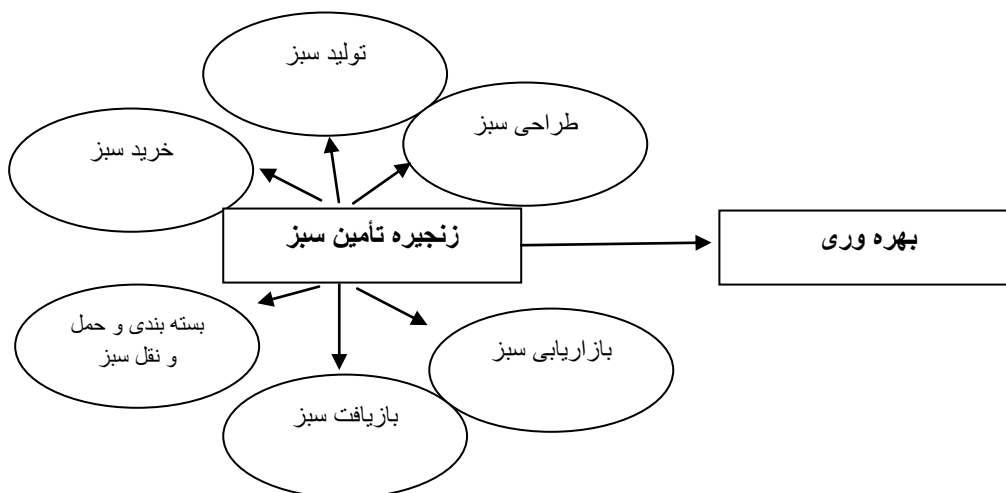 تولید سبز
طراحی سبز
خرید سبز
زنجیره تأمین سبز
بهره وری
بسته بندی و حمل
و نقل سبز
بازاریابی سبز
بازیافت سبز